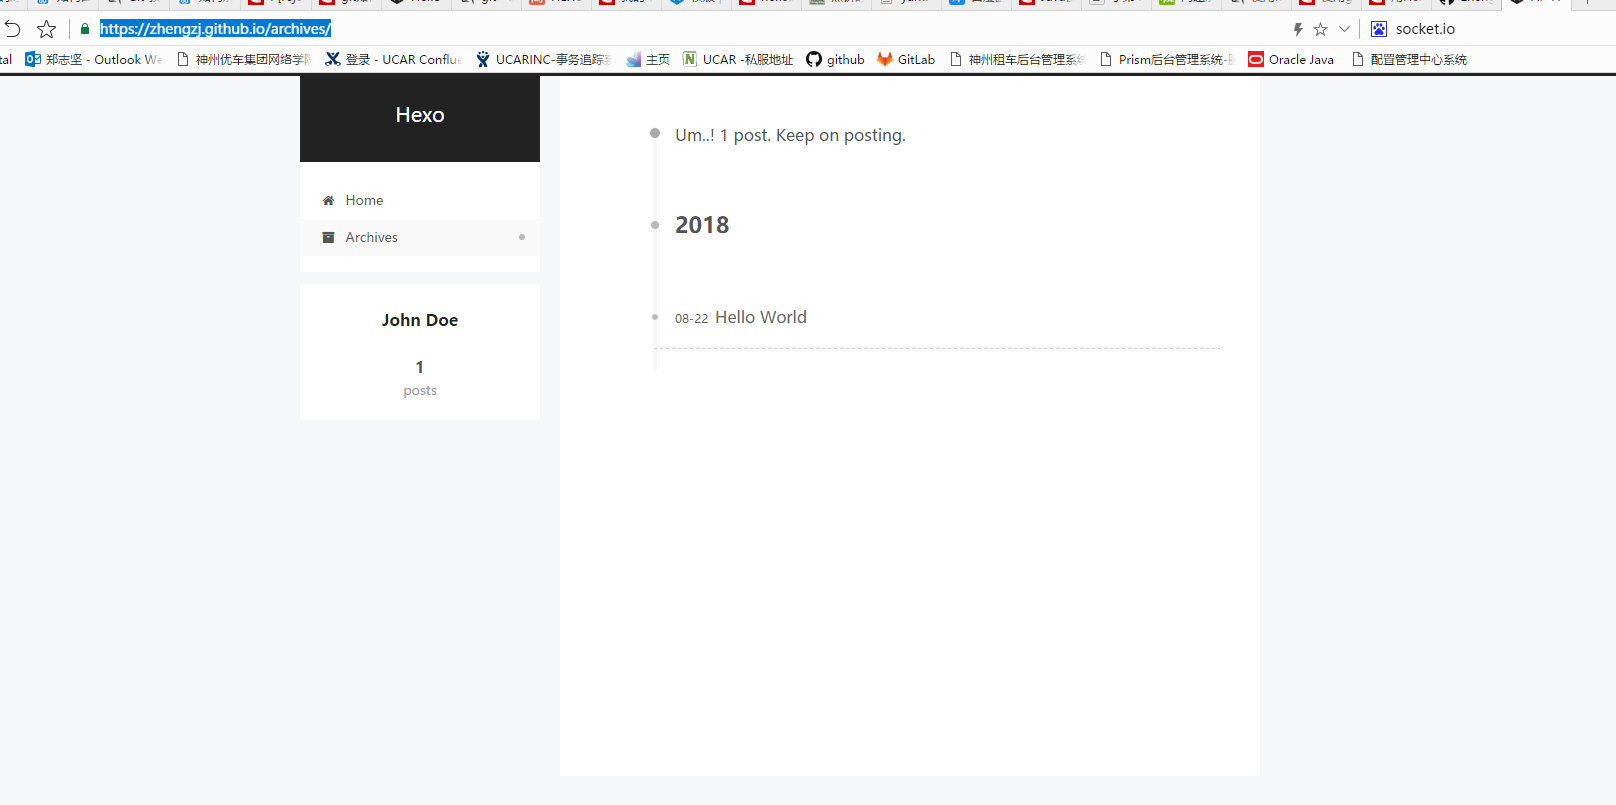 https://zhengzj.github.io/archives/
socket.io
tal
郑志坚 - Outlook We
神州优车集团网络学
登录 - UCAR Conflue
UCARINC-事务追踪
主页
UCAR -私服地址
github
GitLab
神州租车后台管理系
Prism后台管理系统-
Oracle Java
配置管理中心系统
Hexo
Home
Archives
John Doe
1
posts
Um..! 1 post. Keep on posting.
2018
08-22 Hello World